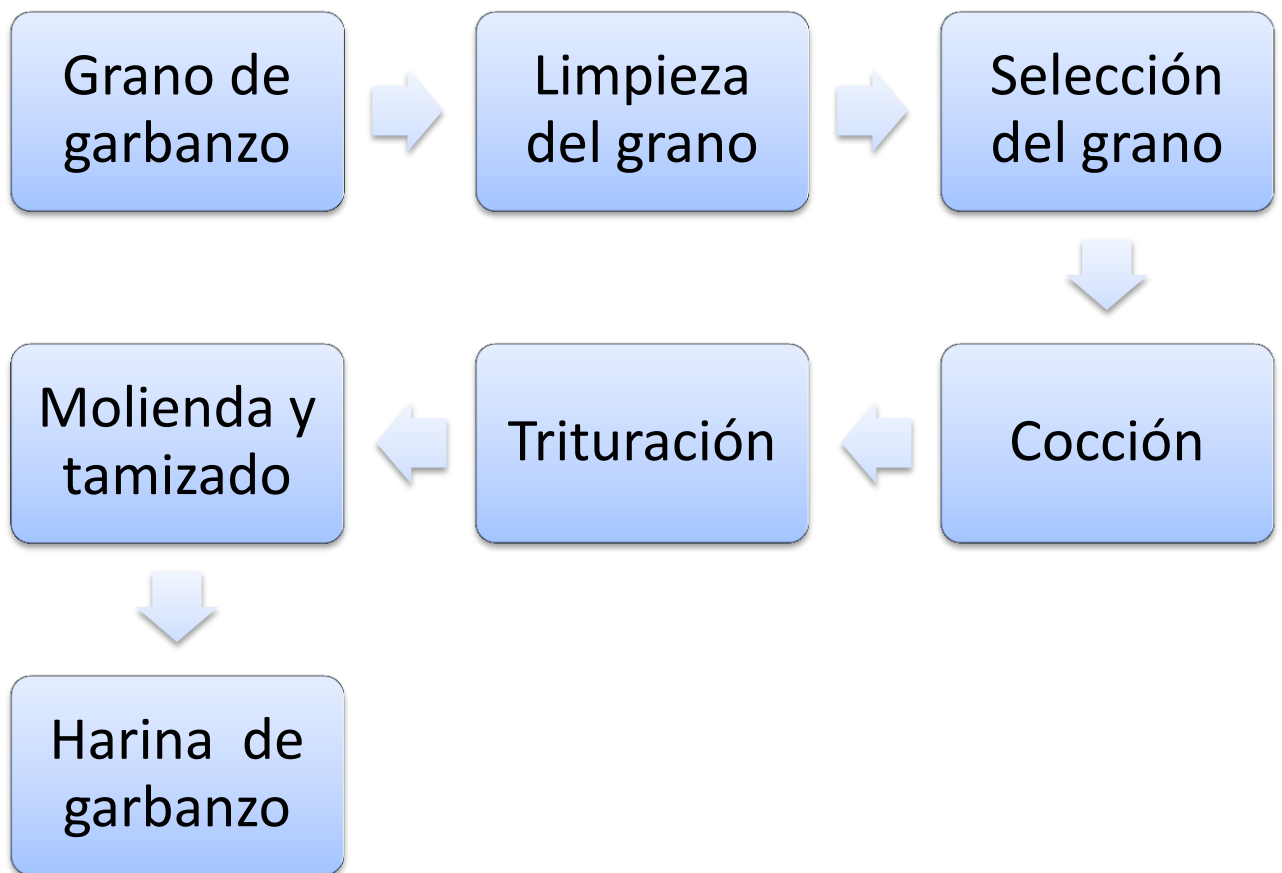 Grano de
garbanzo
Limpieza
del grano
Selección
del grano
Cocción
Trituración
Molienda y
tamizado
Harina  de
garbanzo